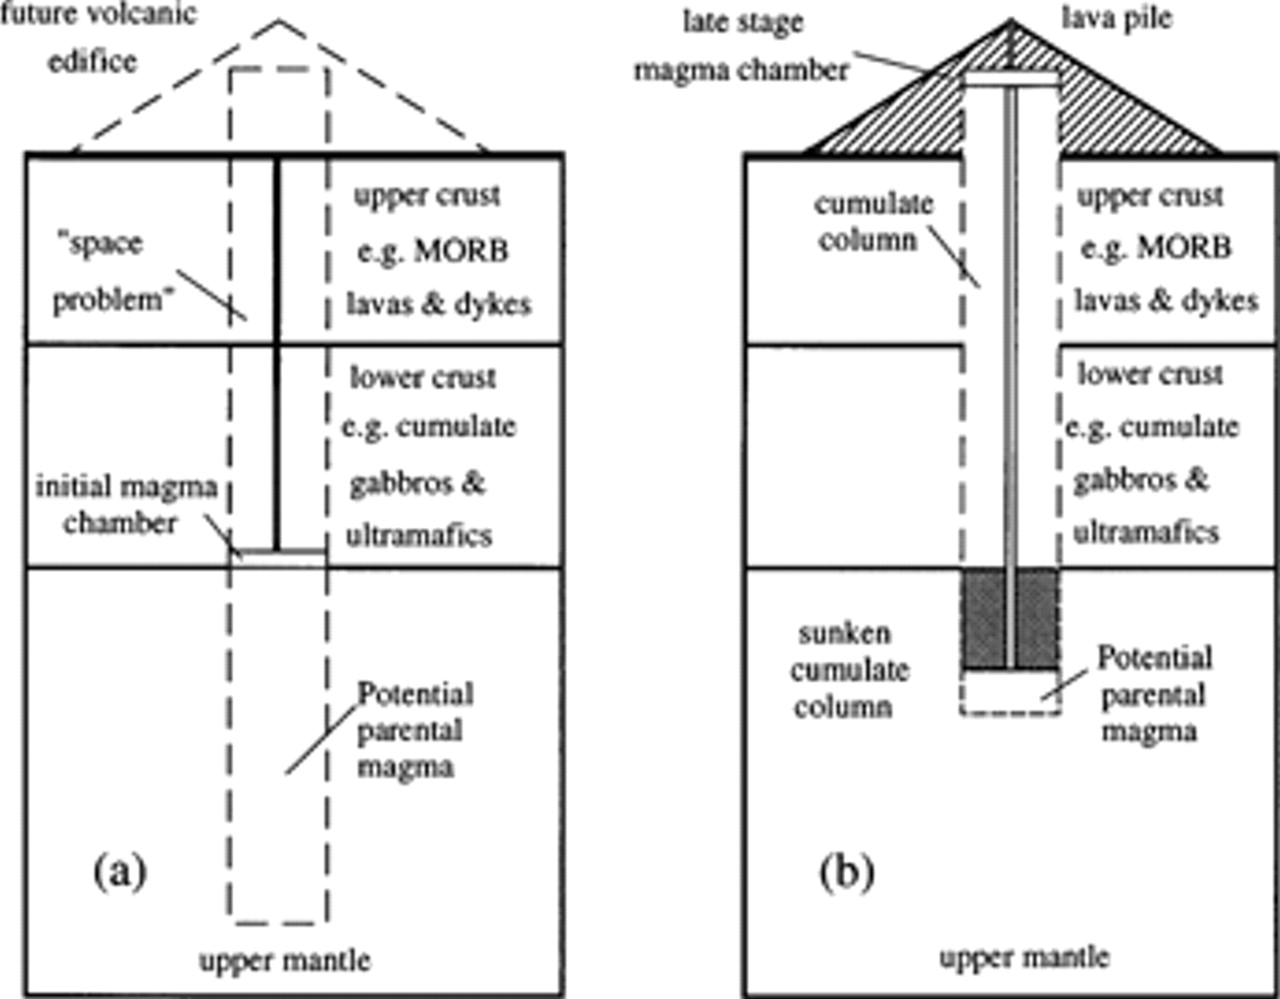 future volcanic
edifice
"space
problem"
upper crust
e.g. MORB
lavas & dykes
lower crust
e.g. cumulate
gabbros &
ultramafics
initial magma
chamber
Potential
parental
magma
(a)
upper mantle
late stage
magma chamber
lava pile
cumulate
column
upper crust
e.g. MORB
lavas & dykes
lower crust
e.g. cumulate
gabbros &
ultramafics
sunken
cumulate
column
Potential
parental
magma
(b)
upper mantle